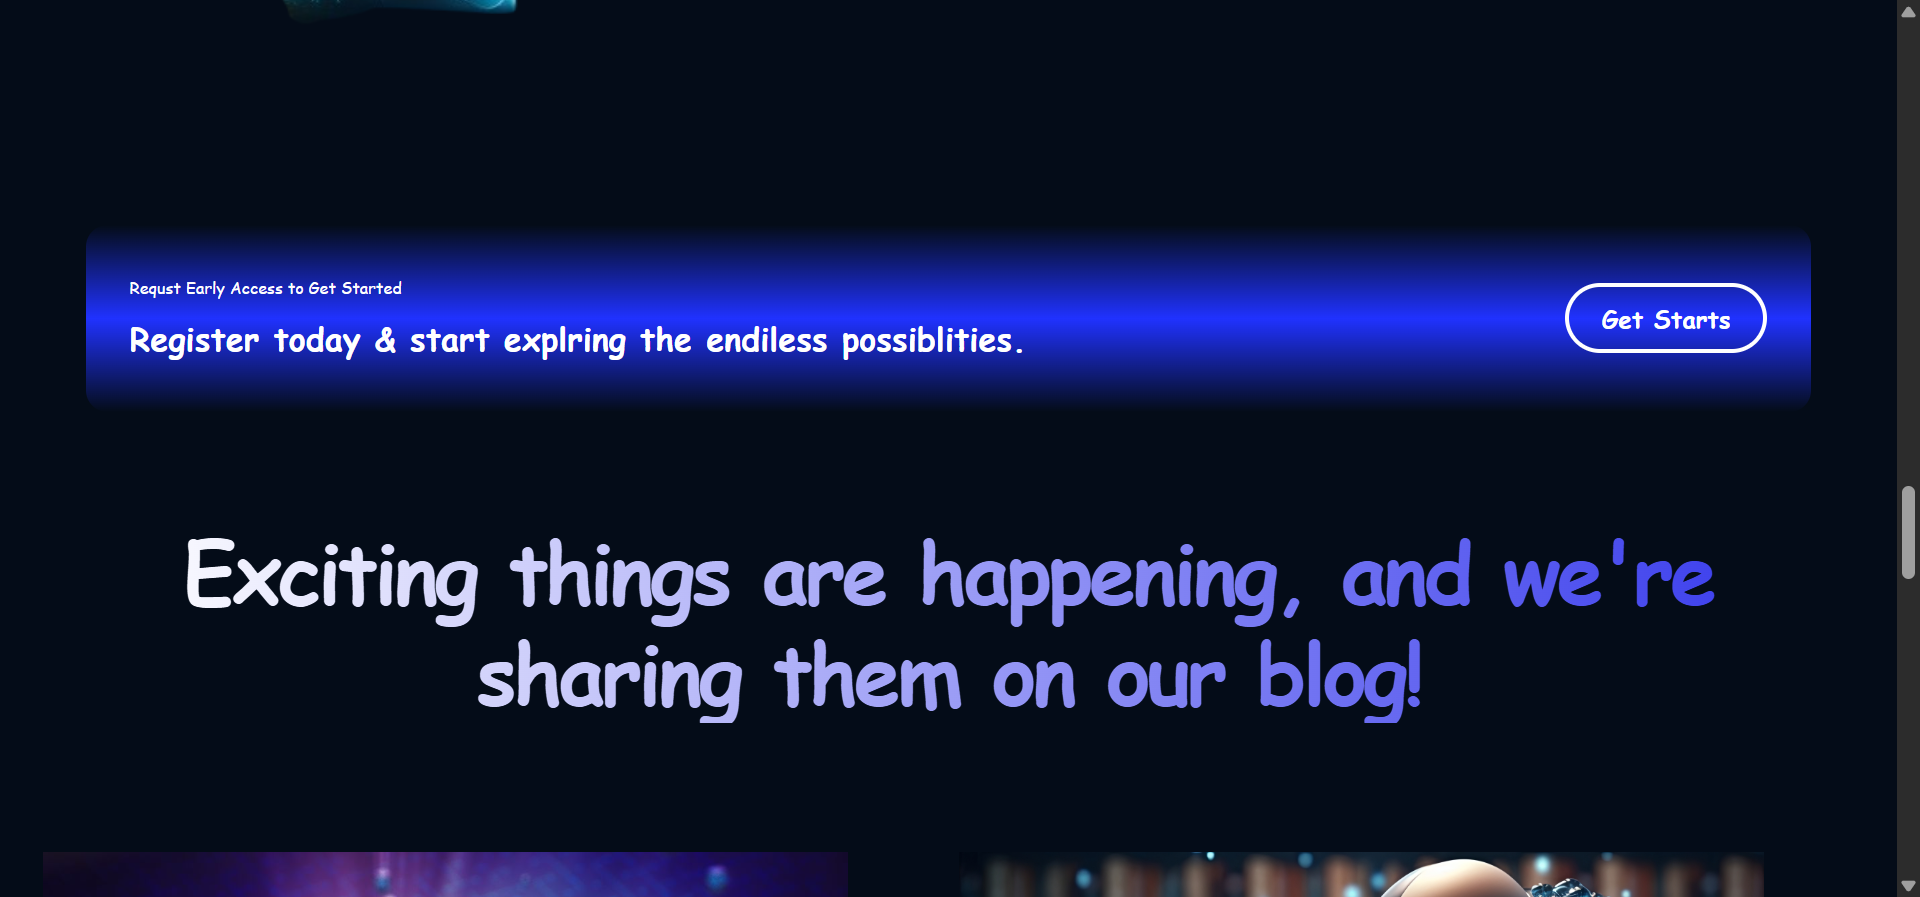 Requst Early Access to Get Started
Register today & start explring the endiless possiblities.
Get Starts
Exciting things are happening, and we're
sharing them on our blog!